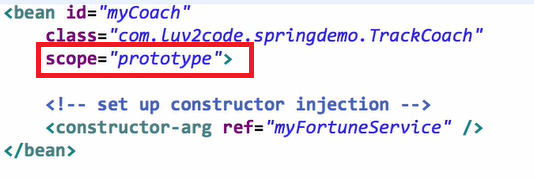 <bean id="myCoach"
class="com.luv2code.springdemo.TrackCoach"
scope="prototype">
<!-- set up constructor injection -->
<constructor-arg ref="myFortuneService" />
</bean>